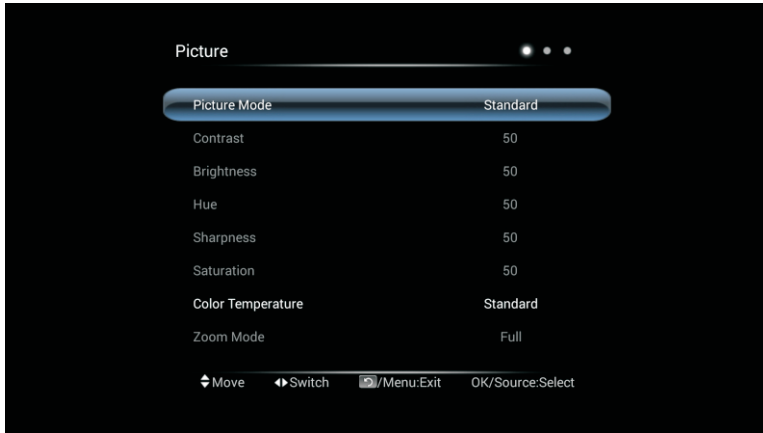 Picture
Picture Mode Standard
Contrast 50
Brightness 50
Hue 50
Sharpness 50
Saturation 50
Color Temperature Standard
Zoom Mode Full
Move Switch /Menu:Exit OK/Source:Select